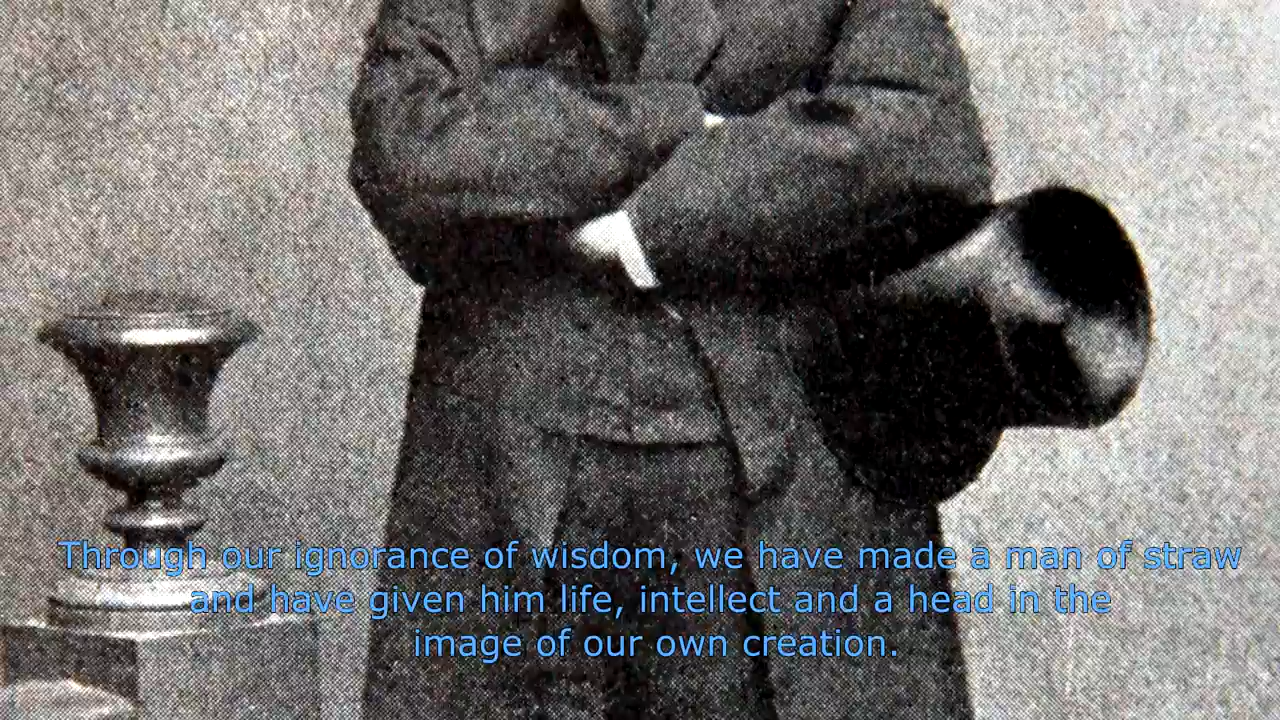 Through our ignorance of wisdom, we have made a man of straw
and have given him life, intellect and a head in the
image of our own creation.